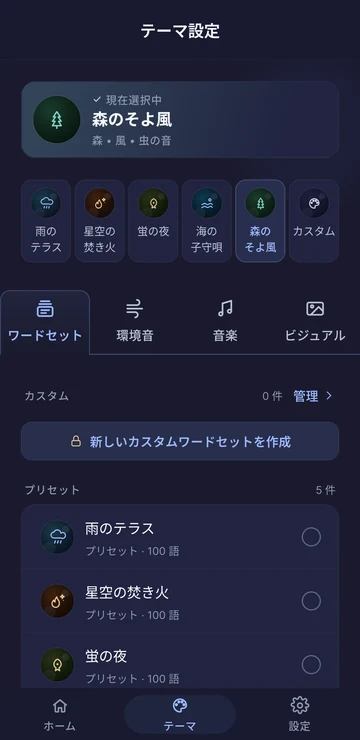 テーマ設定
現在選択中
森のそよ風
森 • 風 • 虫の音
雨の
テラス
星空の
焚き火
蛍の夜
海の
子守唄
森の
そよ風
カスタム
ワードセット
環境音
音楽
ビジュアル
カスタム
0 件 管理
新しいカスタムワードセットを作成
プリセット
5 件
雨のテラス
プリセット · 100 語
星空の焚き火
プリセット · 100 語
蛍の夜
プリセット · 100 語
ホーム
テーマ
設定